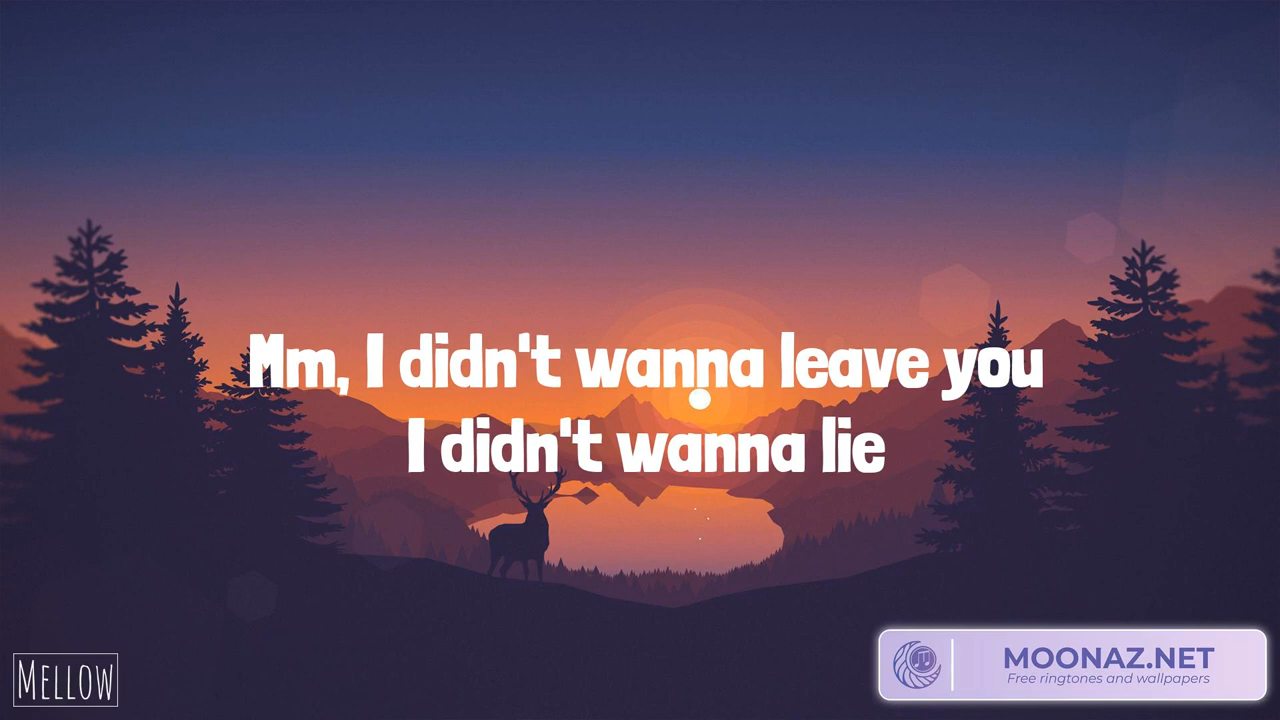 Mm, I didn't wanna leave you
I didn't wanna lie
MELLOW
MOONAZ.NET
Free ringtones and wallpapers